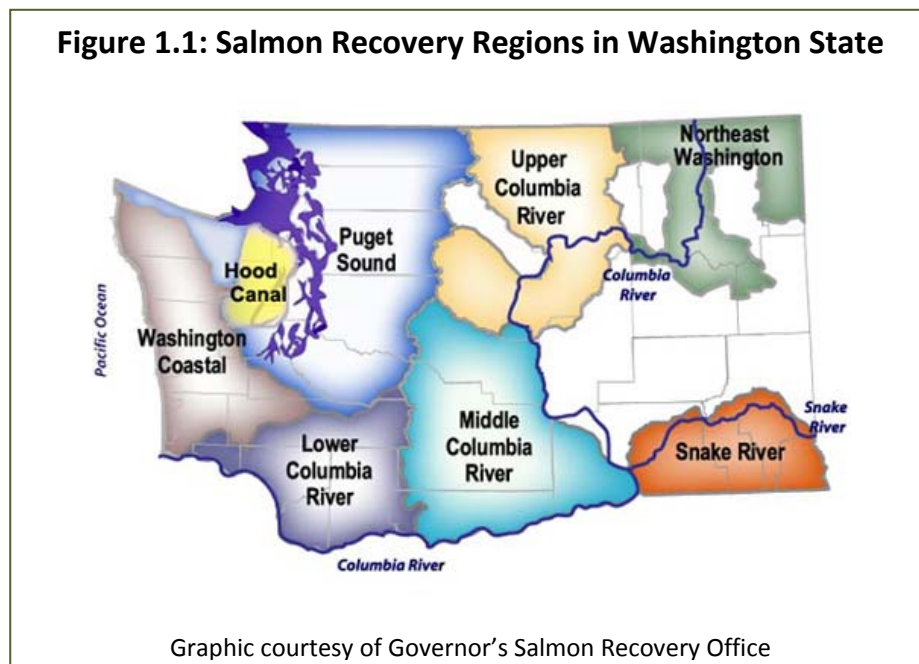 Figure 1.1: Salmon Recovery Regions in Washington State
Northeast
Washington
Upper
Columbia
River
Puget
Sound
Hood
Canal
Columbia
River
Pacific Ocean
Washington
Coastal
Lower
Columbia
River
Middle
Columbia
River
Snake
River
Snake River
Columbia River
Graphic courtesy of Governor’s Salmon Recovery Office